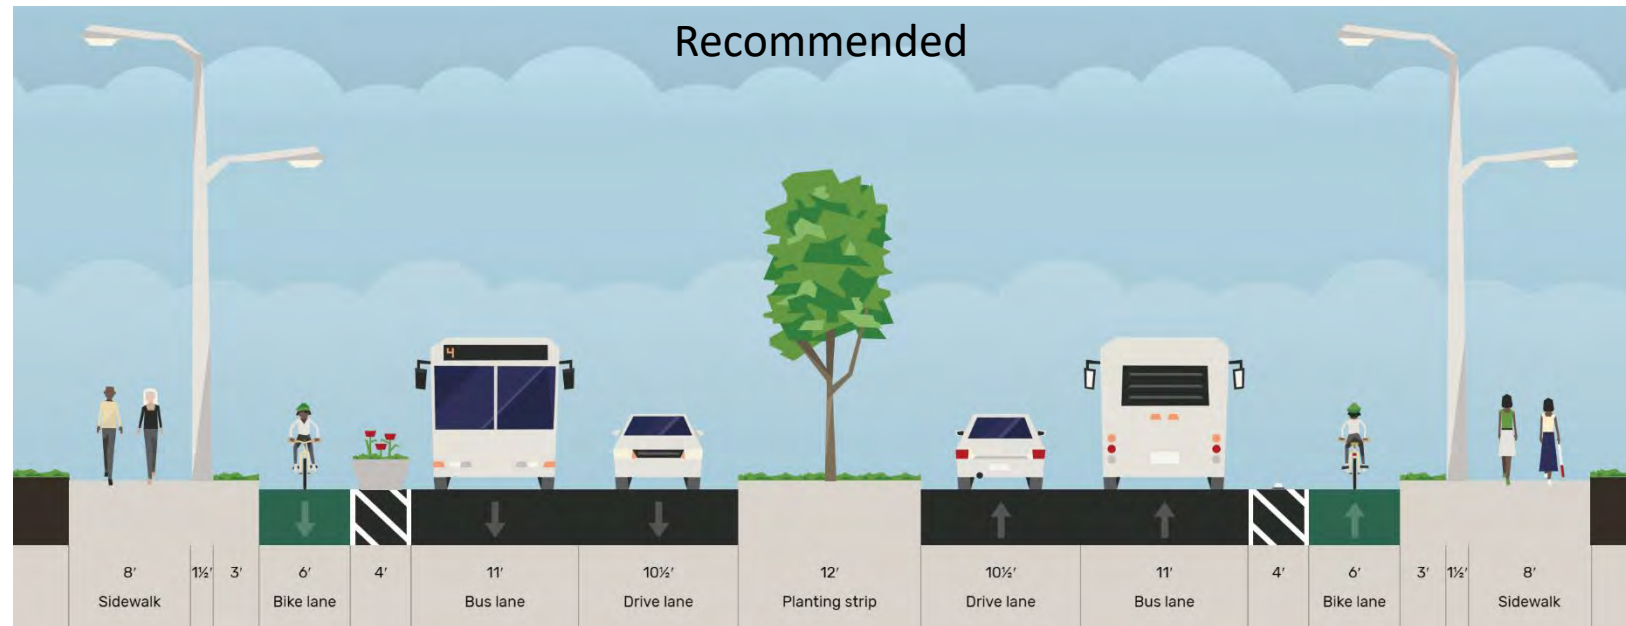 Recommended
4
8' 1½' 3' 6' 4' 11' 10½' 12' 10½' 11' 4' 6' 3' 1½' 8'
Sidewalk Bike lane Bus lane Drive lane Planting strip Drive lane Bus lane Bike lane Sidewalk